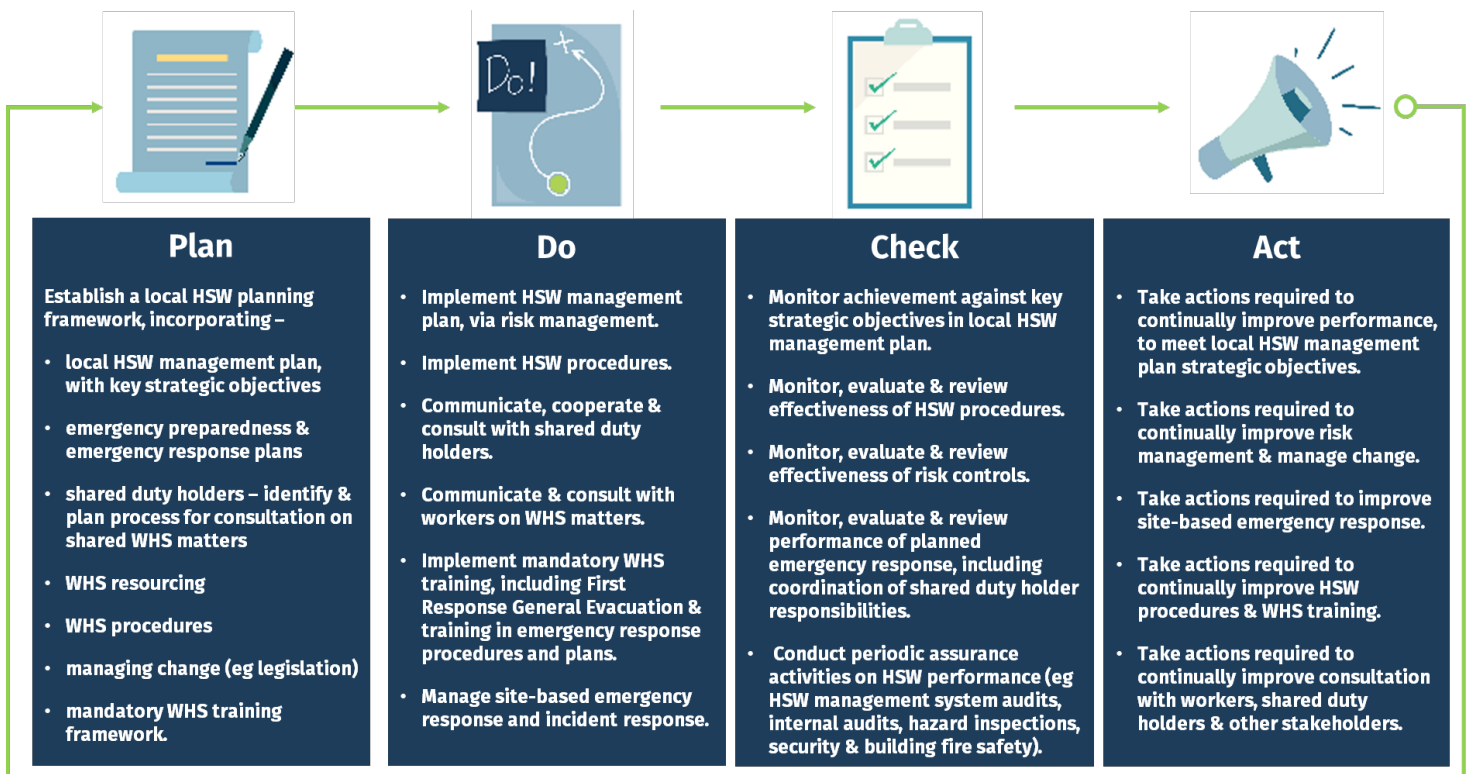 Do!
Plan
Establish a local HSW planning
framework, incorporating –
• local HSW management plan,
with key strategic objectives
• emergency preparedness &
emergency response plans
• shared duty holders – identify &
plan process for consultation on
shared WHS matters
• WHS resourcing
• WHS procedures
• managing change (eg legislation)
• mandatory WHS training
framework.
Do
• Implement HSW management
plan, via risk management.
• Implement HSW procedures.
• Communicate, cooperate &
consult with shared duty
holders.
• Communicate & consult with
workers on WHS matters.
• Implement mandatory WHS
training, including First
Response General Evacuation &
training in emergency response
procedures and plans.
• Manage site-based emergency
response and incident response.
Check
• Monitor achievement against key
strategic objectives in local HSW
management plan.
• Monitor, evaluate & review
effectiveness of HSW procedures.
• Monitor, evaluate & review
effectiveness of risk controls.
• Monitor, evaluate & review
performance of planned
emergency response, including
coordination of shared duty holder
responsibilities.
• Conduct periodic assurance
activities on HSW performance (eg
HSW management system audits,
internal audits, hazard inspections,
security & building fire safety).
Act
• Take actions required to
continually improve performance,
to meet local HSW management
plan strategic objectives.
• Take actions required to
continually improve risk
management & manage change.
• Take actions required to improve
site-based emergency response.
• Take actions required to
continually improve HSW
procedures & WHS training.
• Take actions required to
continually improve consultation
with workers, shared duty
holders & other stakeholders.